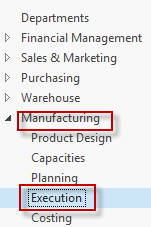 Departments
Financial Management
Sales & Marketing
Purchasing
Warehouse
Manufacturing
Product Design
Capacities
Planning
Execution
Costing